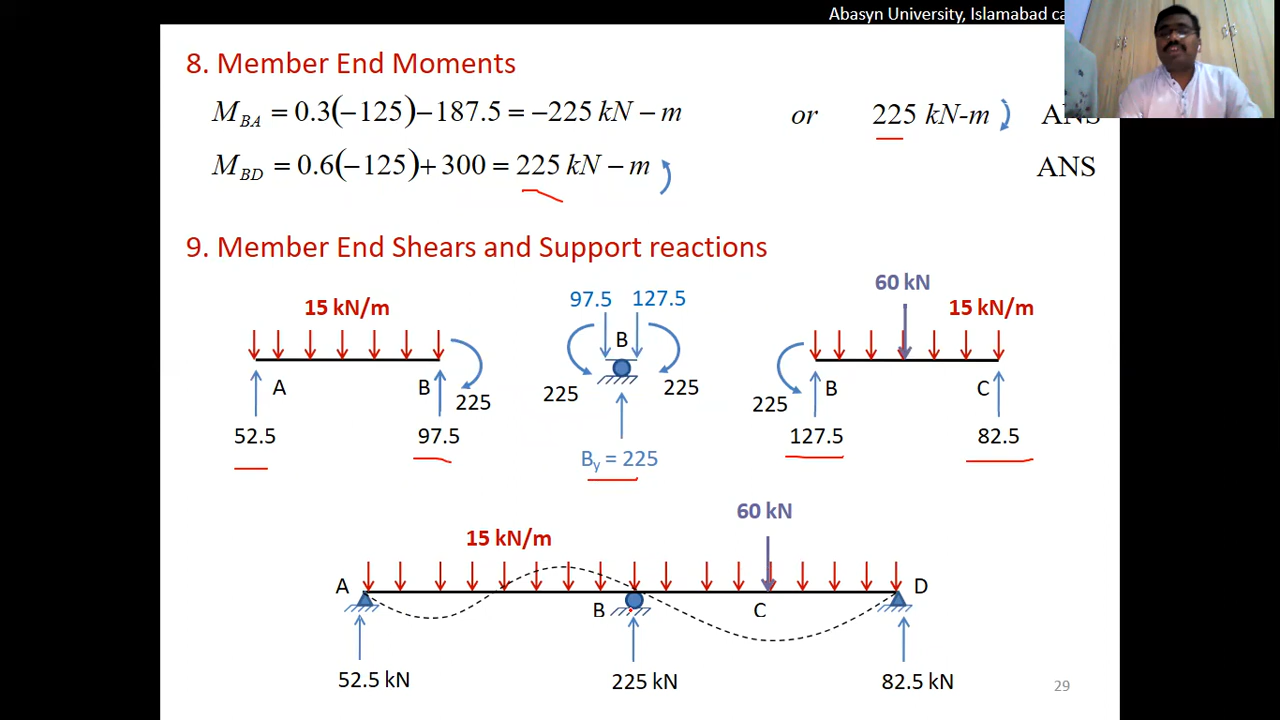 Abasyn University, Islamabad ca
8. Member End Moments
M_BA = 0.3(−125)−187.5 = −225 kN − m or 225 kN-m ANS
M_BD = 0.6(−125)+300 = 225 kN − m ANS
9. Member End Shears and Support reactions
60 kN
15 kN/m 97.5 127.5 15 kN/m
B
A B 225 225 225 B C
225
52.5 97.5 127.5 82.5
B_y = 225
60 kN
15 kN/m
A D
B C
52.5 kN 225 kN 82.5 kN
29